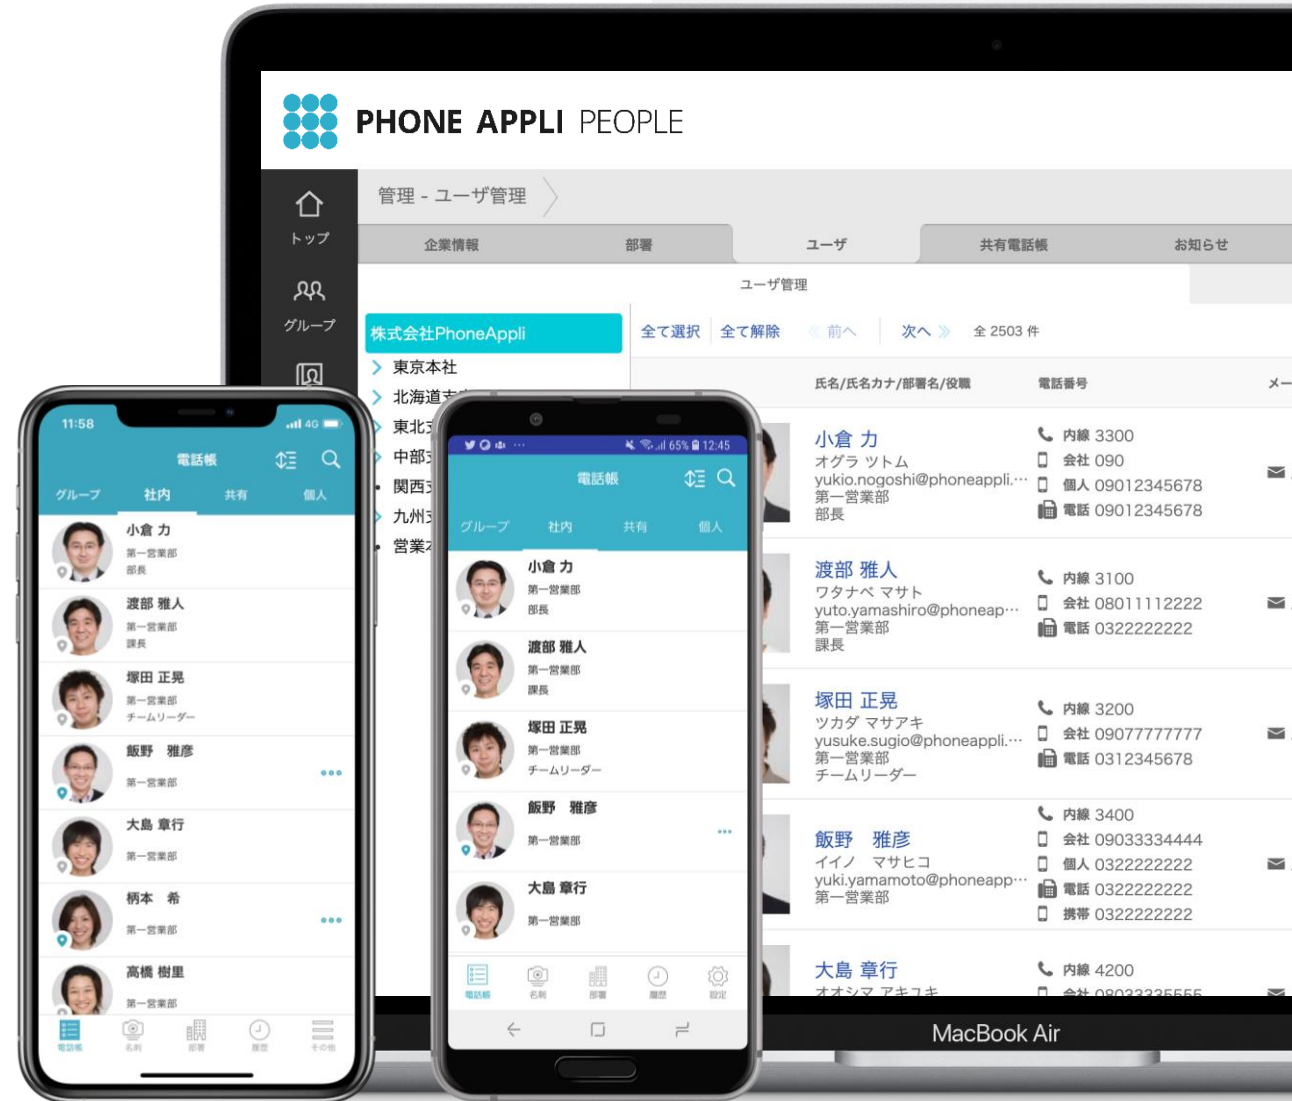 PHONE APPLI PEOPLE
管理 - ユーザ管理
トップ
グループ
企業情報
部署
ユーザ
共有電話帳
お知らせ
ユーザ管理
株式会社PhoneAppli
東京本社
北海道
東北
中部
関西
九州
営業
全て選択
全て解除
前へ
次へ
全 2503 件
氏名/氏名カナ/部署名/役職
電話番号
メー
小倉 力
オグラ ツトム
yukio.nogoshi@phoneappli.…
第一営業部
部長
内線 3300
会社 090
個人 09012345678
電話 09012345678
渡部 雅人
ワタナベ マサト
yuto.yamashiro@phoneap…
第一営業部
課長
内線 3100
会社 08011112222
電話 0322222222
塚田 正晃
ツカダ マサアキ
yusuke.sugio@phoneappli.…
第一営業部
チームリーダー
内線 3200
会社 09077777777
電話 0312345678
飯野 雅彦
イイノ マサヒコ
yuki.yamamoto@phoneapp…
第一営業部
内線 3400
会社 09033334444
個人 0322222222
電話 0322222222
携帯 0322222222
大島 章行
オオシマ アキユキ
内線 4200
会社 08033335555
MacBook Air
11:58
4G
電話帳
グループ
社内
共有
個人
小倉 力
第一営業部
部長
渡部 雅人
第一営業部
課長
塚田 正晃
第一営業部
チームリーダー
飯野 雅彦
第一営業部
大島 章行
第一営業部
柄本 希
第一営業部
高橋 樹里
第一営業部
電話帳
名刺
部署
履歴
その他
65% 12:45
電話帳
グループ
社内
共有
個人
小倉 力
第一営業部
部長
渡部 雅人
第一営業部
課長
塚田 正晃
第一営業部
チームリーダー
飯野 雅彦
第一営業部
大島 章行
第一営業部
電話帳
名刺
部署
履歴
設定